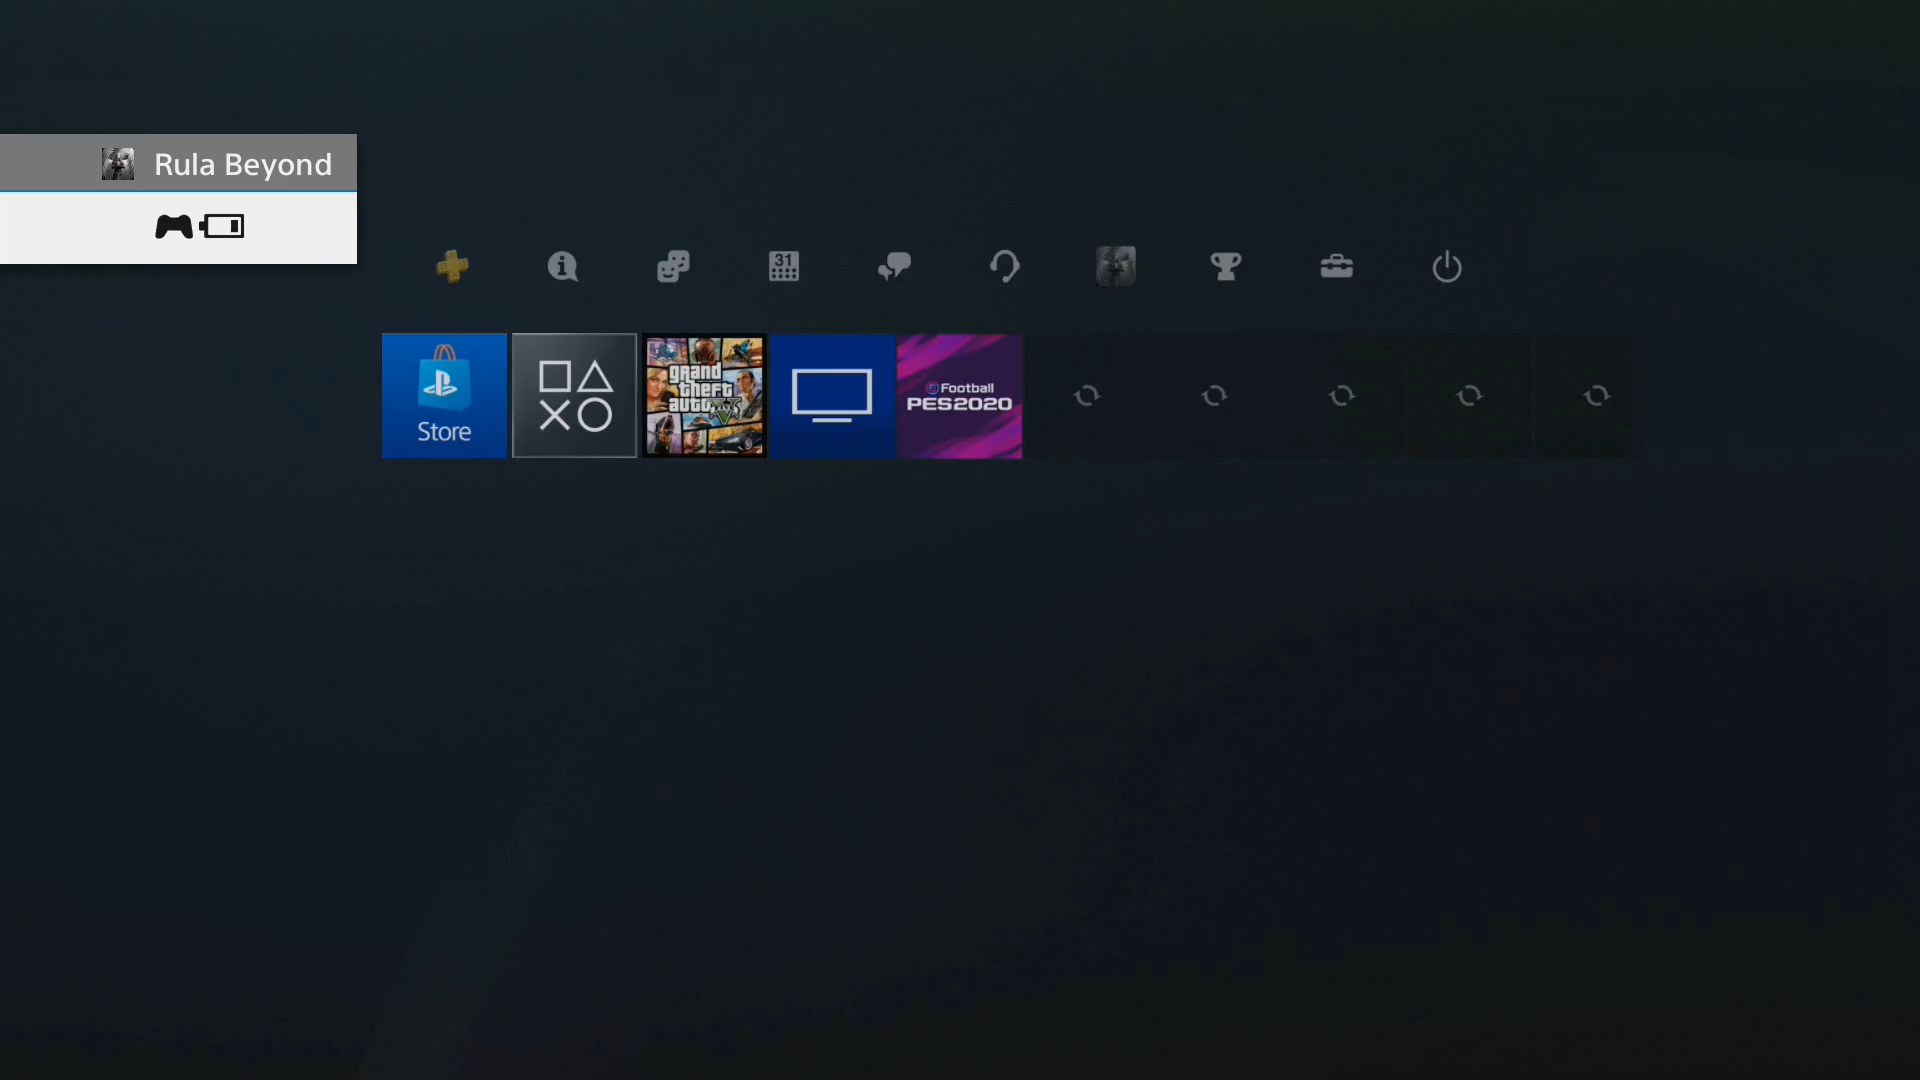 Rula Beyond
31
Store
grand
theft
auto
V
Football
PES2020